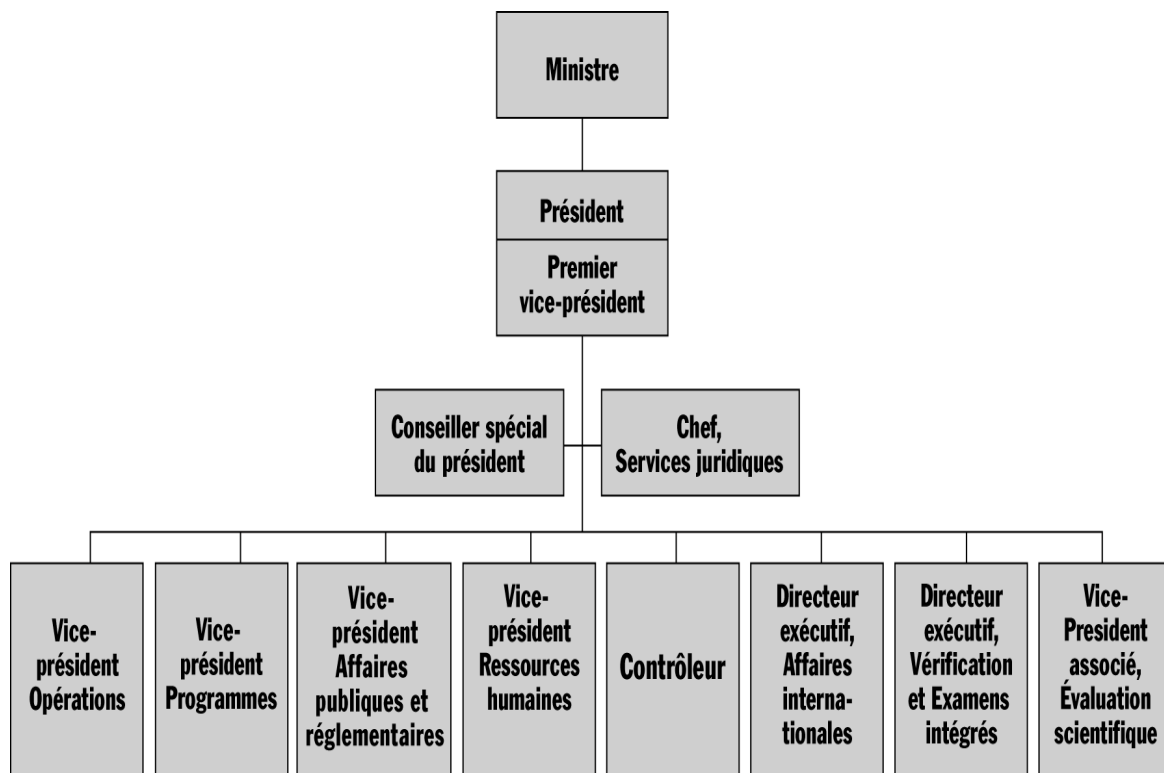 Ministre
Président
Premier
vice-président
Conseiller spécial
du président
Chef,
Services juridiques
Vice-
président
Opérations
Vice-
président
Programmes
Vice-
président
Affaires
publiques et
réglementaires
Vice-
président
Ressources
humaines
Contrôleur
Directeur
exécutif,
Affaires
interna-
tionales
Directeur
exécutif,
Vérification
et Examens
intégrés
Vice-
President
associé,
Évaluation
scientifique